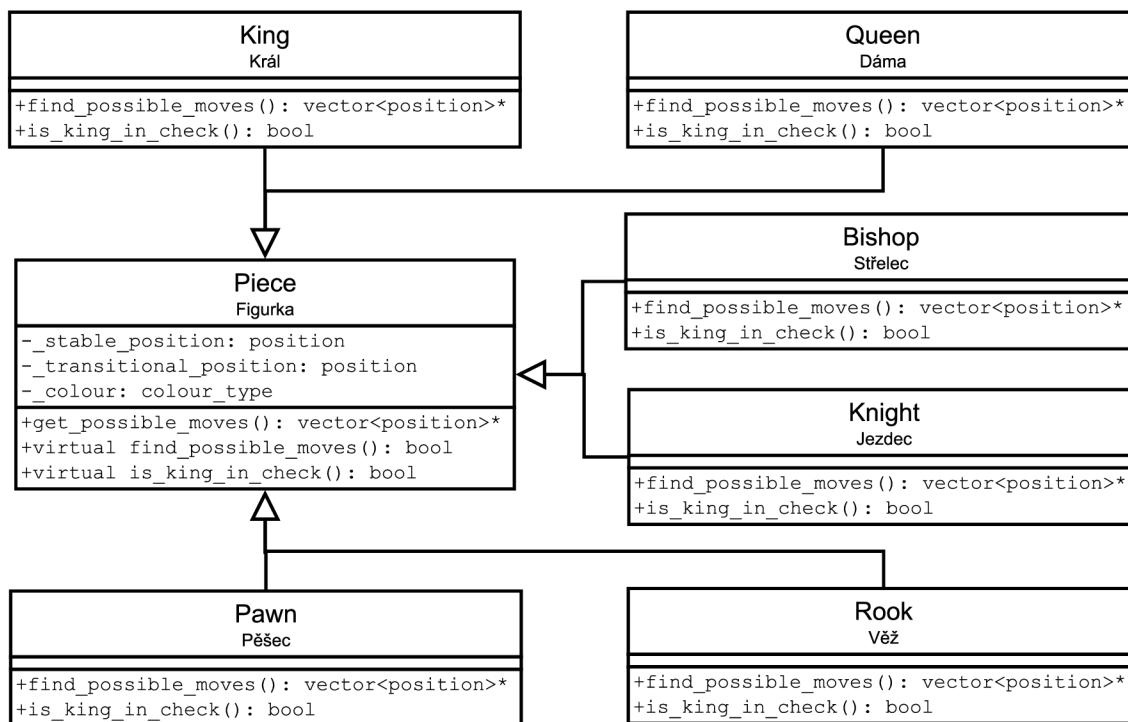 King
Král
+find_possible_moves(): vector<position>*
+is_king_in_check(): bool
Queen
Dáma
+find_possible_moves(): vector<position>*
+is_king_in_check(): bool
Piece
Figurka
-_stable_position: position
-_transitional_position: position
-_colour: colour_type
+get_possible_moves(): vector<position>*
+virtual find_possible_moves(): bool
+virtual is_king_in_check(): bool
Bishop
Střelec
+find_possible_moves(): vector<position>*
+is_king_in_check(): bool
Knight
Jezdec
+find_possible_moves(): vector<position>*
+is_king_in_check(): bool
Pawn
Pěšec
+find_possible_moves(): vector<position>*
+is_king_in_check(): bool
Rook
Věž
+find_possible_moves(): vector<position>*
+is_king_in_check(): bool